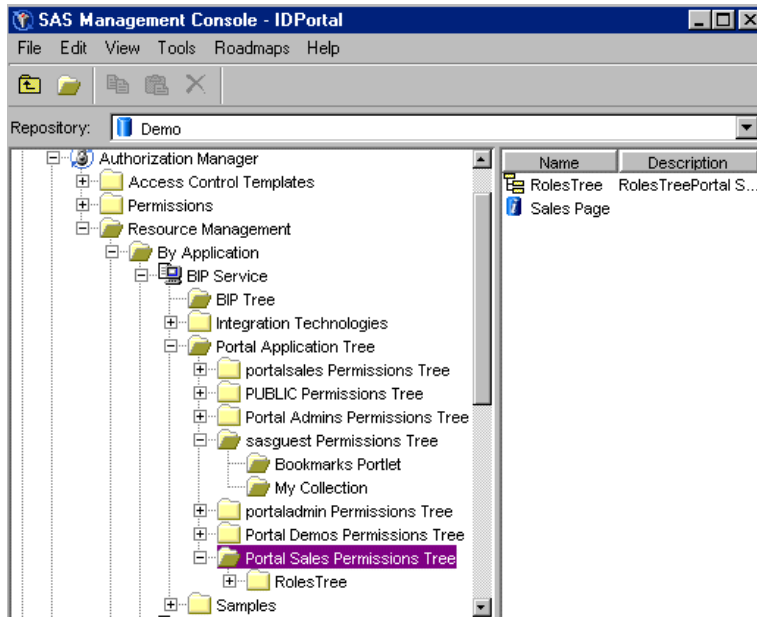 SAS Management Console - IDPortal
File Edit View Tools Roadmaps Help
Repository: Demo
Authorization Manager
Access Control Templates
Permissions
Resource Management
By Application
BIP Service
BIP Tree
Integration Technologies
Portal Application Tree
portalsales Permissions Tree
PUBLIC Permissions Tree
Portal Admins Permissions Tree
sasguest Permissions Tree
Bookmarks Portlet
My Collection
portaladmin Permissions Tree
Portal Demos Permissions Tree
Portal Sales Permissions Tree
RolesTree
Samples
Name Description
RolesTree RolesTreePortal S...
Sales Page